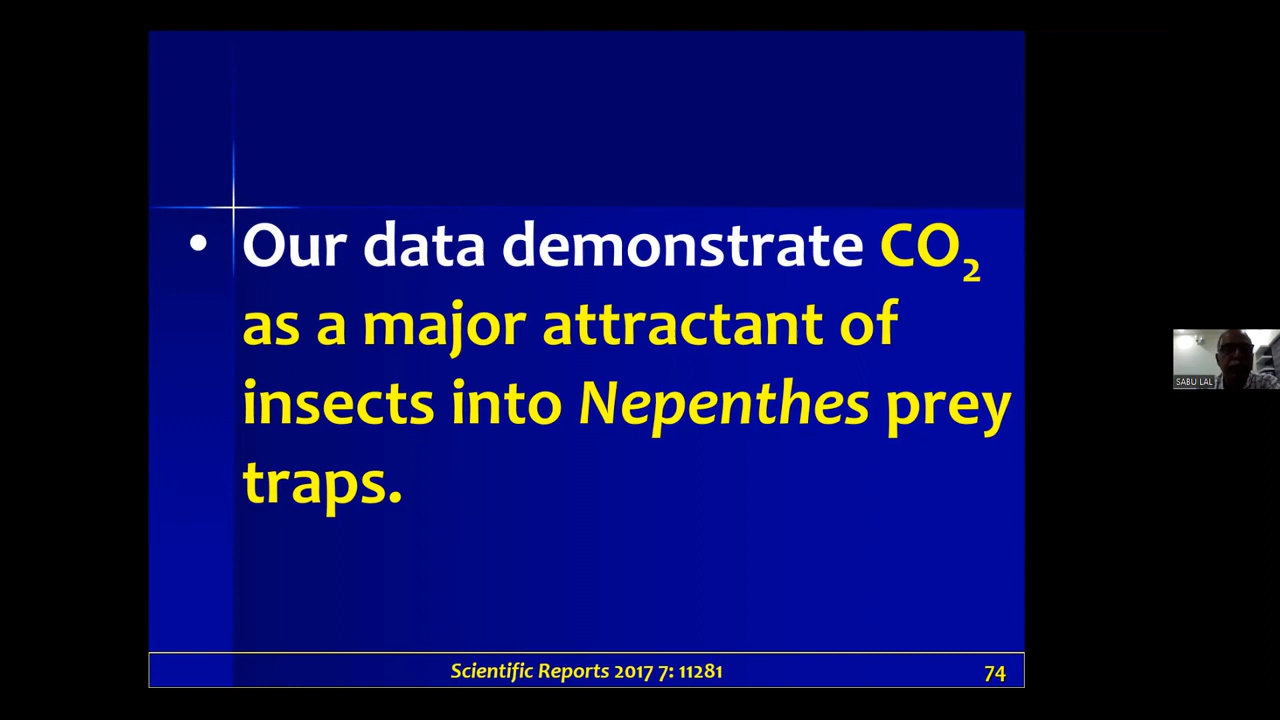 • Our data demonstrate CO₂
as a major attractant of
insects into Nepenthes prey
traps.
SABU LAL
Scientific Reports 2017 7: 11281
74